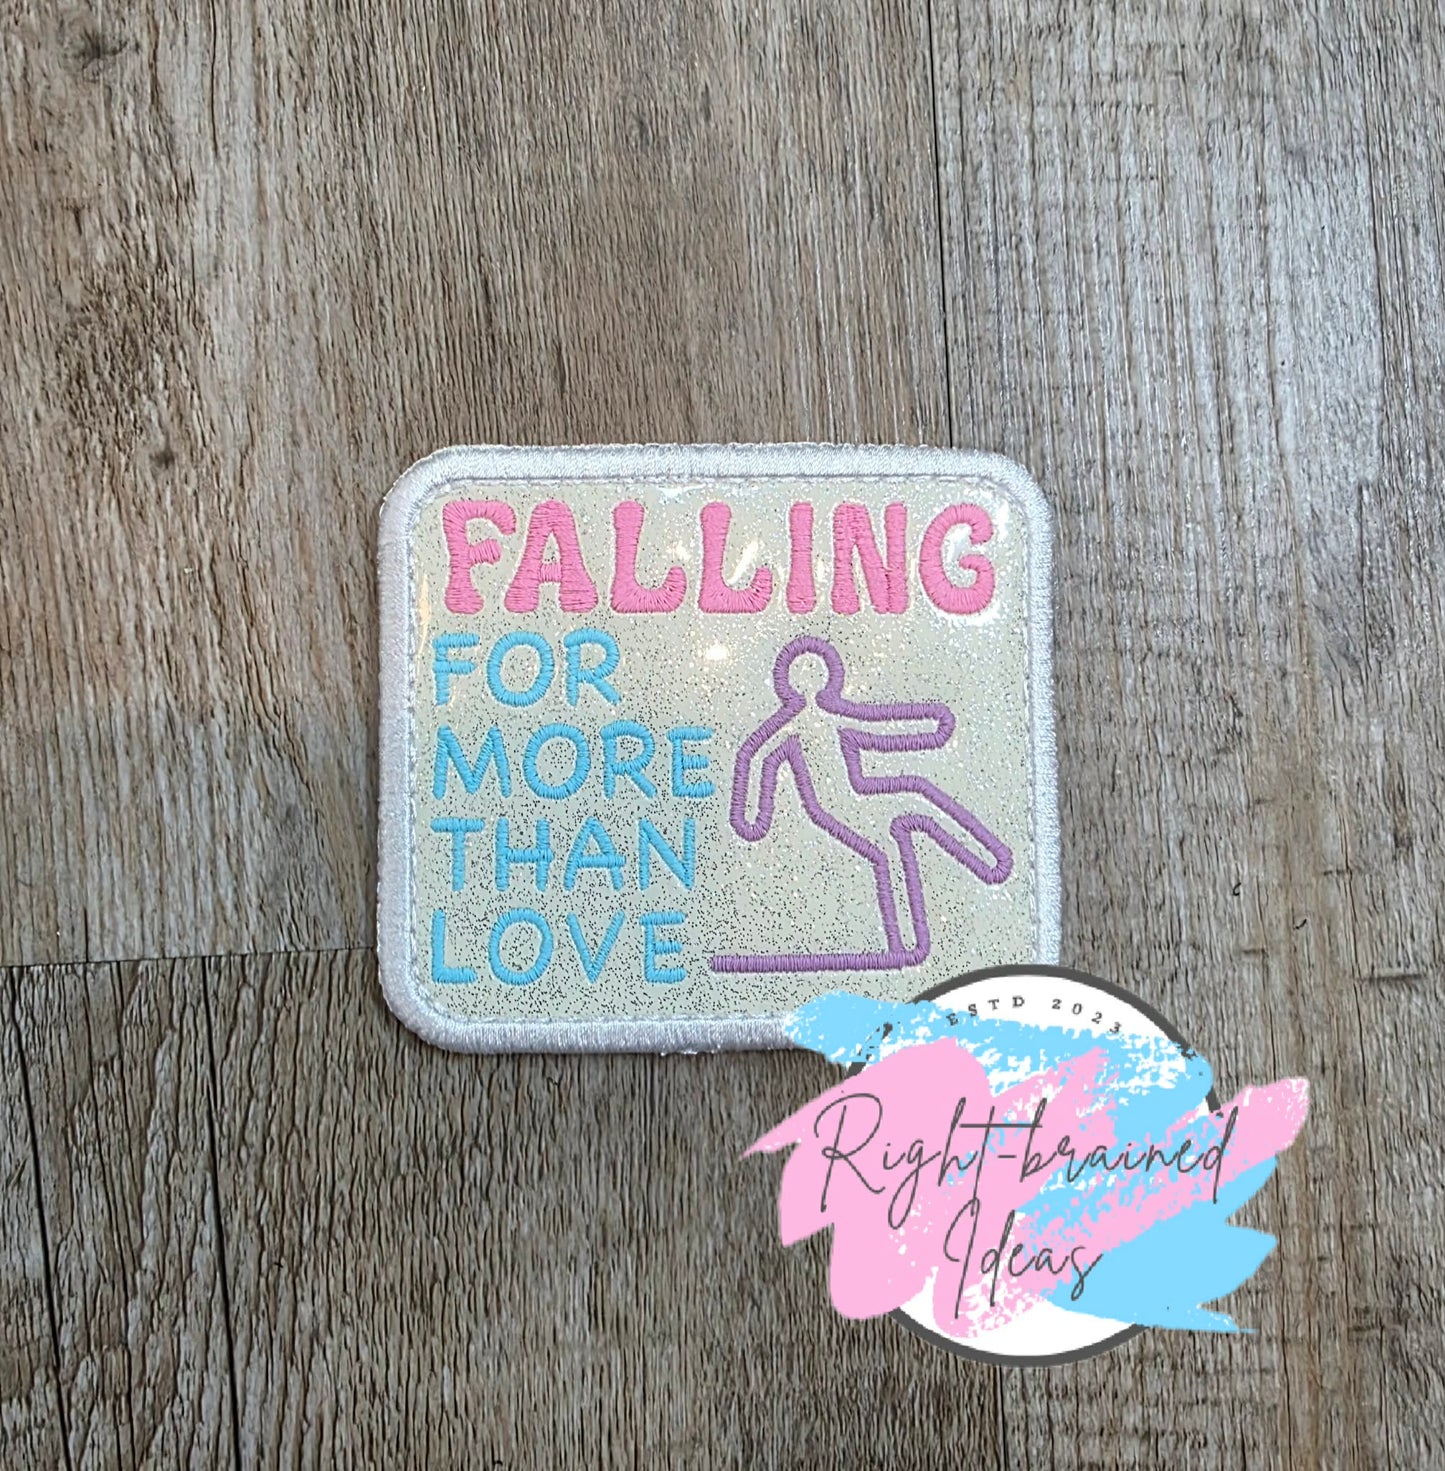 FALLING
FOR
MORE
THAN
LOVE
ESTD 2023
Right-brained
Ideas